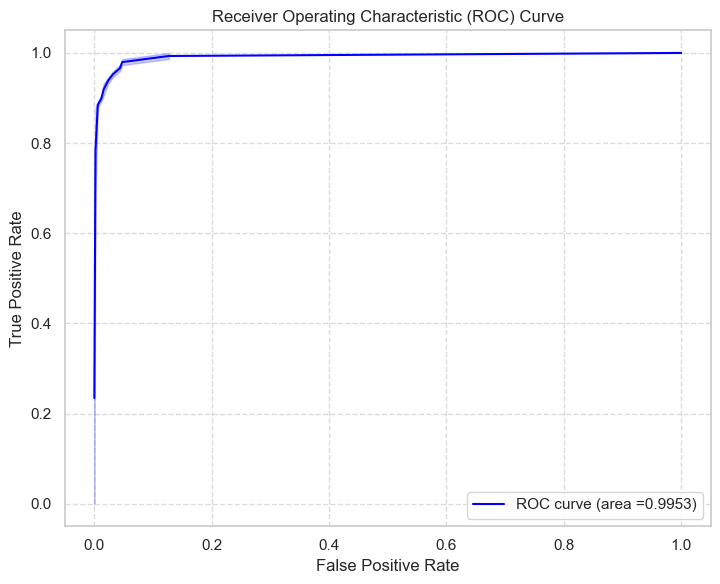 Receiver Operating Characteristic (ROC) Curve
1.0
0.8
0.6
0.4
0.2
0.0
True Positive Rate
ROC curve (area =0.9953)
0.0 0.2 0.4 0.6 0.8 1.0
False Positive Rate